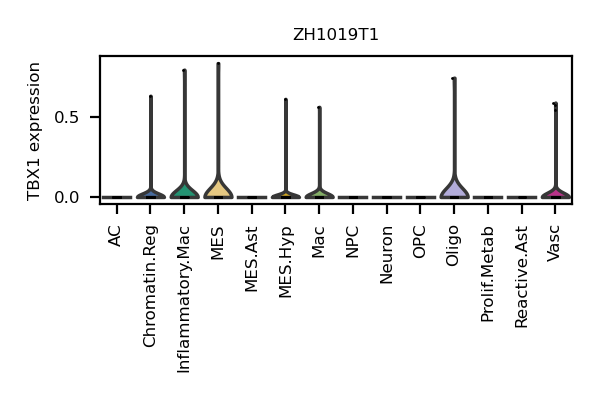 ZH1019T1
TBX1 expression
0.5
0.0
AC
Chromatin.Reg
Inflammatory.Mac
MES
MES.Ast
MES.Hyp
Mac
NPC
Neuron
OPC
Oligo
Prolif.Metab
Reactive.Ast
Vasc